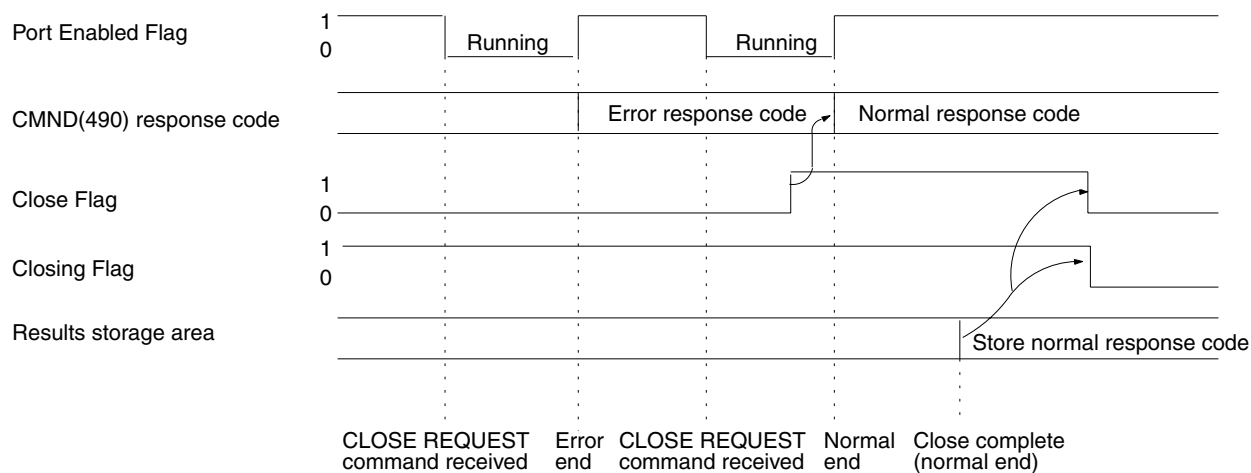 Port Enabled Flag
1
0
Running
Running
CMND(490) response code
Error response code
Normal response code
Close Flag
1
0
Closing Flag
1
0
Results storage area
Store normal response code
CLOSE REQUEST
command received
Error
end
CLOSE REQUEST
command received
Normal
end
Close complete
(normal end)